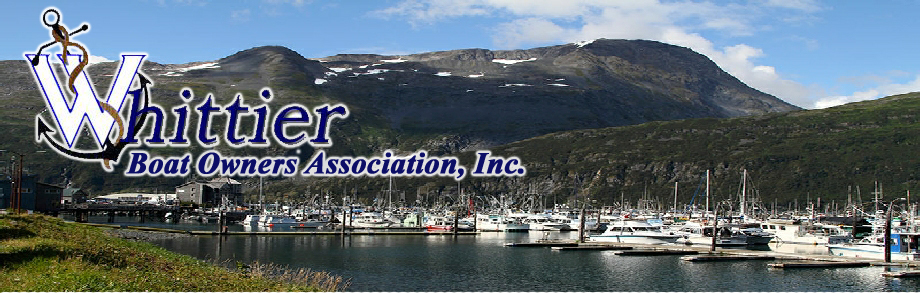 Whittier
Boat Owners Association, Inc.